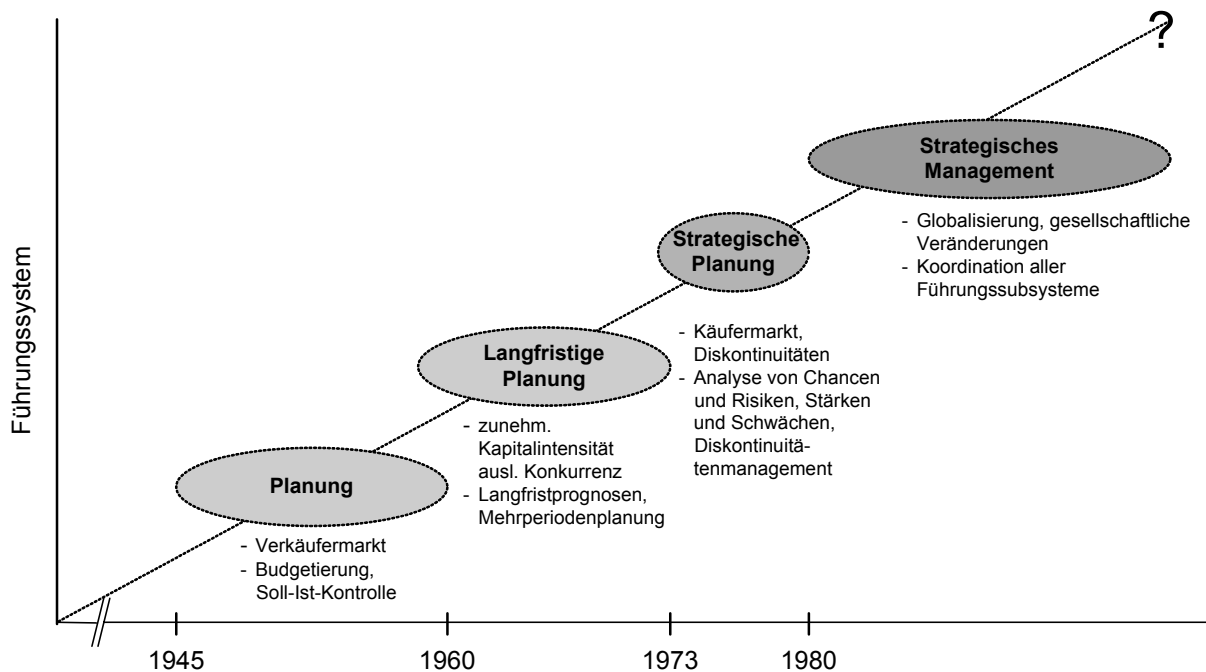 ?
Strategisches
Management
- Globalisierung, gesellschaftliche
Veränderungen
- Koordination aller
Führungssubsysteme
Strategische
Planung
- Käufermarkt,
Diskontinuitäten
- Analyse von Chancen
und Risiken, Stärken
und Schwächen,
Diskontinuitä-
tenmanagement
Langfristige
Planung
- zunehm.
Kapitalintensität
ausl. Konkurrenz
- Langfristprognosen,
Mehrperiodenplanung
Planung
- Verkäufermarkt
- Budgetierung,
Soll-Ist-Kontrolle
Führungssystem
1945 1960 1973 1980